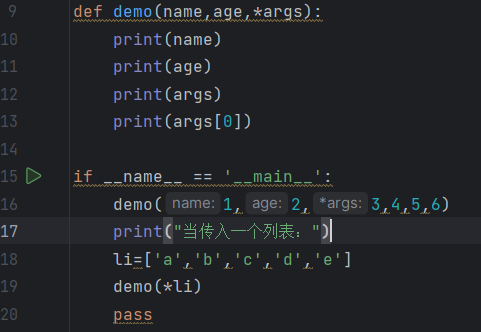 9 def demo(name,age,*args):
10     print(name)
11     print(age)
12     print(args)
13     print(args[0])
14
15 if __name__ == '__main__':
16     demo( name: 1, age: 2, *args: 3,4,5,6)
17     print("当传入一个列表：")
18     li=['a','b','c','d','e']
19     demo(*li)
20     pass